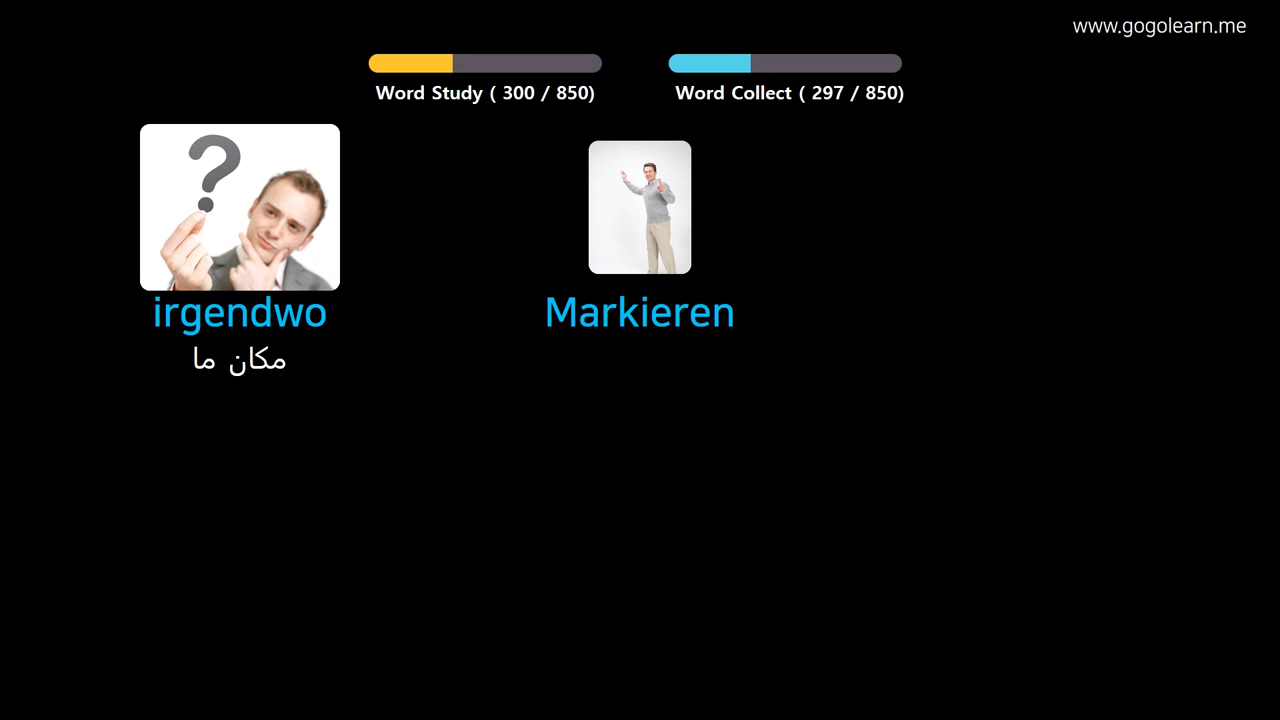 www.gogolearn.me
Word Study ( 300 / 850)
Word Collect ( 297 / 850)
irgendwo
مكان ما
Markieren